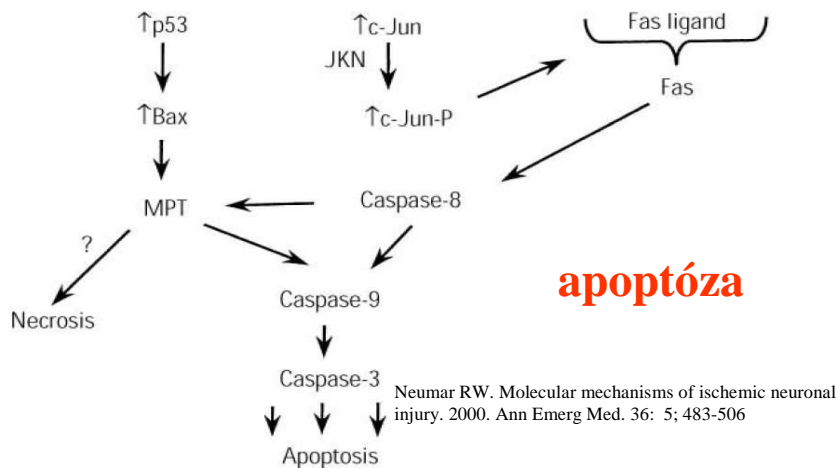 ↑p53
↑c-Jun
Fas ligand
JKN
Fas
↑Bax
↑c-Jun-P
MPT
Caspase-8
?
apoptóza
Necrosis
Caspase-9
Caspase-3
Neumar RW. Molecular mechanisms of ischemic neuronal
injury. 2000. Ann Emerg Med. 36: 5; 483-506
Apoptosis